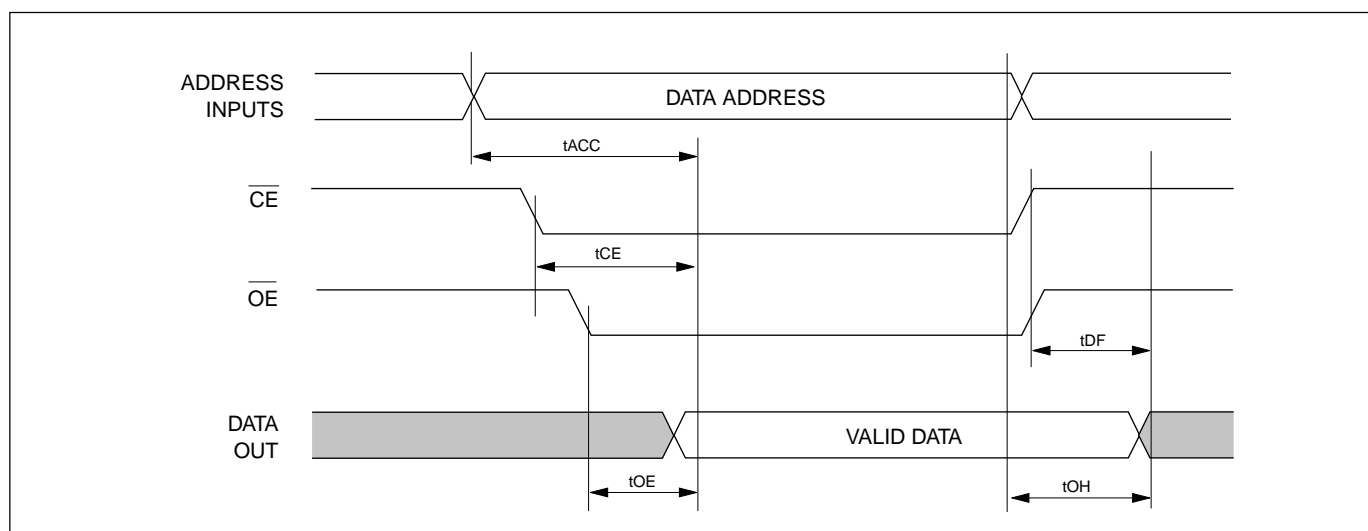 ADDRESS
INPUTS
DATA ADDRESS
tACC
CE
tCE
OE
tDF
DATA
OUT
VALID DATA
tOE
tOH